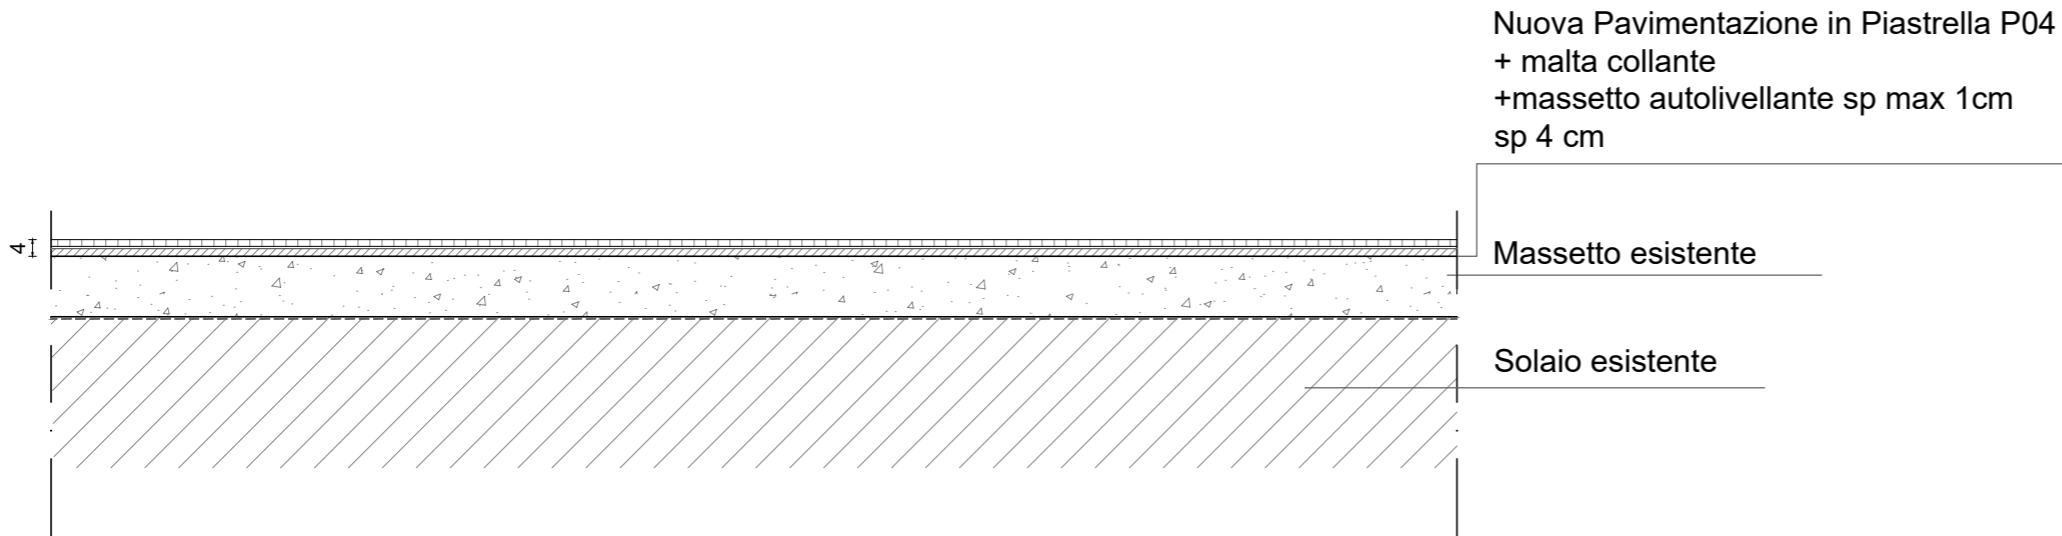 Nuova Pavimentazione in Piastrella P04
+ malta collante
+massetto autolivellante sp max 1cm
sp 4 cm
4
Massetto esistente
Solaio esistente